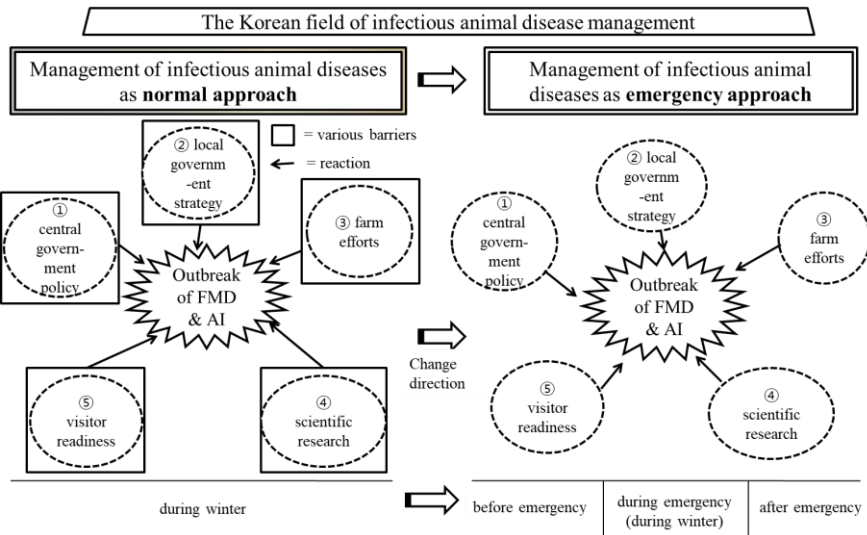 The Korean field of infectious animal disease management
Management of infectious animal diseases
as normal approach
Management of infectious animal
diseases as emergency approach
② local
governm
-ent
strategy
= various barriers
= reaction
①
central
govern-
ment
policy
③ farm
efforts
Outbreak
of FMD
& AI
⑤
visitor
readiness
④
scientific
research
Change
direction
② local
governm
-ent
strategy
①
central
govern-
ment
policy
③
farm
efforts
Outbreak
of FMD
& AI
⑤
visitor
readiness
④
scientific
research
during winter
before emergency
during emergency
(during winter)
after emergency